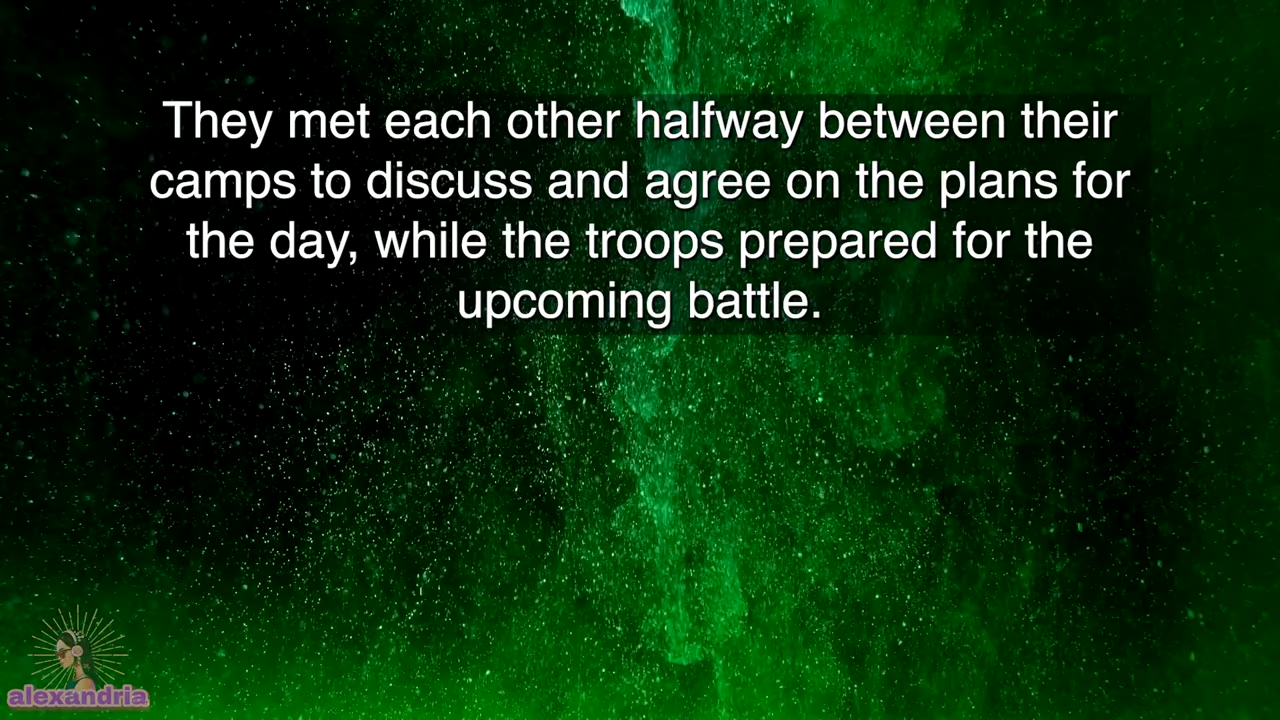 They met each other halfway between their
camps to discuss and agree on the plans for
the day, while the troops prepared for the
upcoming battle.
alexandria